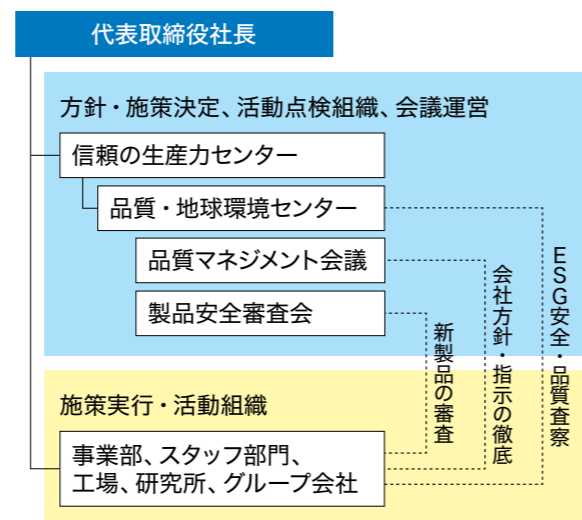 代表取締役社長
方針・施策決定、活動点検組織、会議運営
信頼の生産力センター
品質・地球環境センター
品質マネジメント会議
製品安全審査会
新製品の審査
会社方針・指示の徹底
ESG安全・品質査察
施策実行・活動組織
事業部、スタッフ部門、
工場、研究所、グループ会社